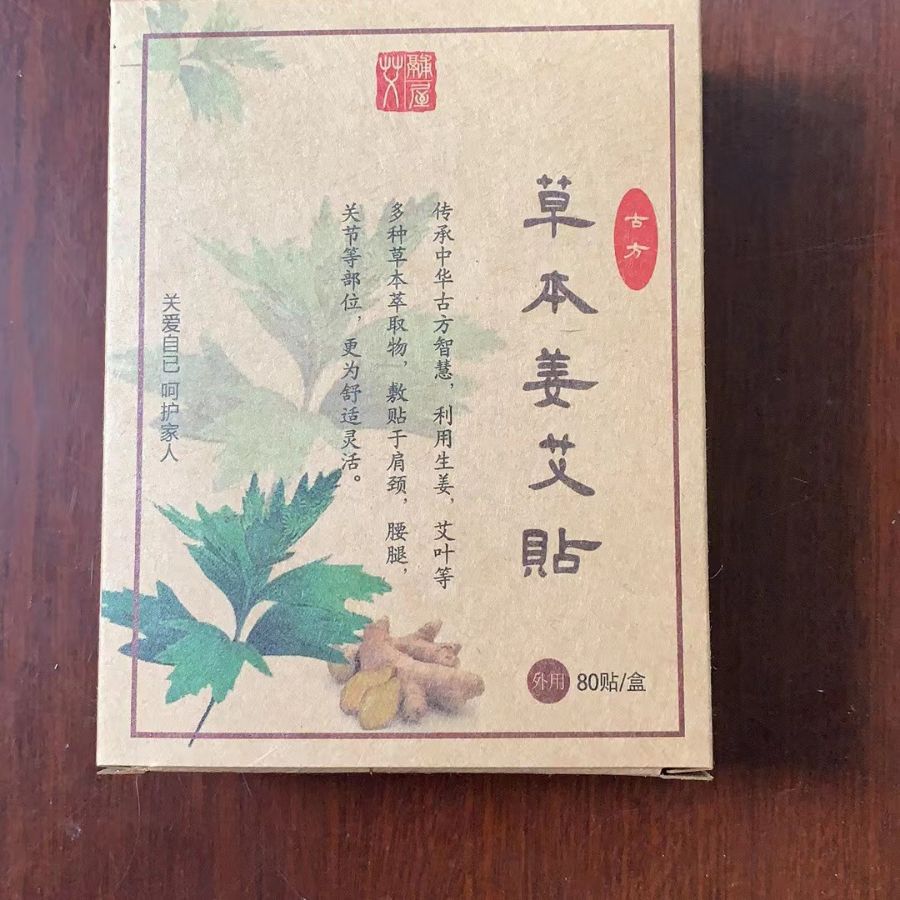 艾屋
古方
草本姜艾貼
传承中华古方智慧，利用生姜，艾叶等
多种草本萃取物，敷贴于肩颈，腰腿，
关节等部位，更为舒适灵活。
关爱自已 呵护家人
外用 80贴/盒